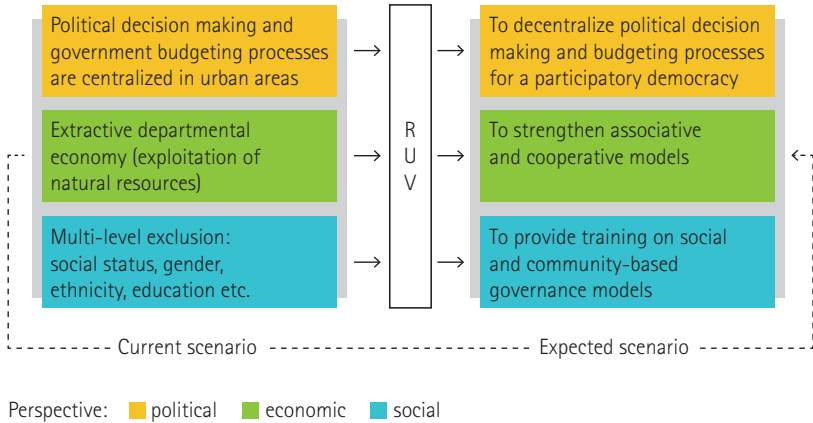 Political decision making and
government budgeting processes
are centralized in urban areas
To decentralize political decision
making and budgeting processes
for a participatory democracy
Extractive departmental
economy (exploitation of
natural resources)
R
U
V
To strengthen associative
and cooperative models
Multi-level exclusion:
social status, gender,
ethnicity, education etc.
To provide training on social
and community-based
governance models
Current scenario
Expected scenario
Perspective: political economic social